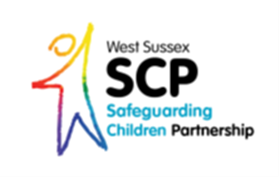 West Sussex
SCP
Safeguarding
Children Partnership